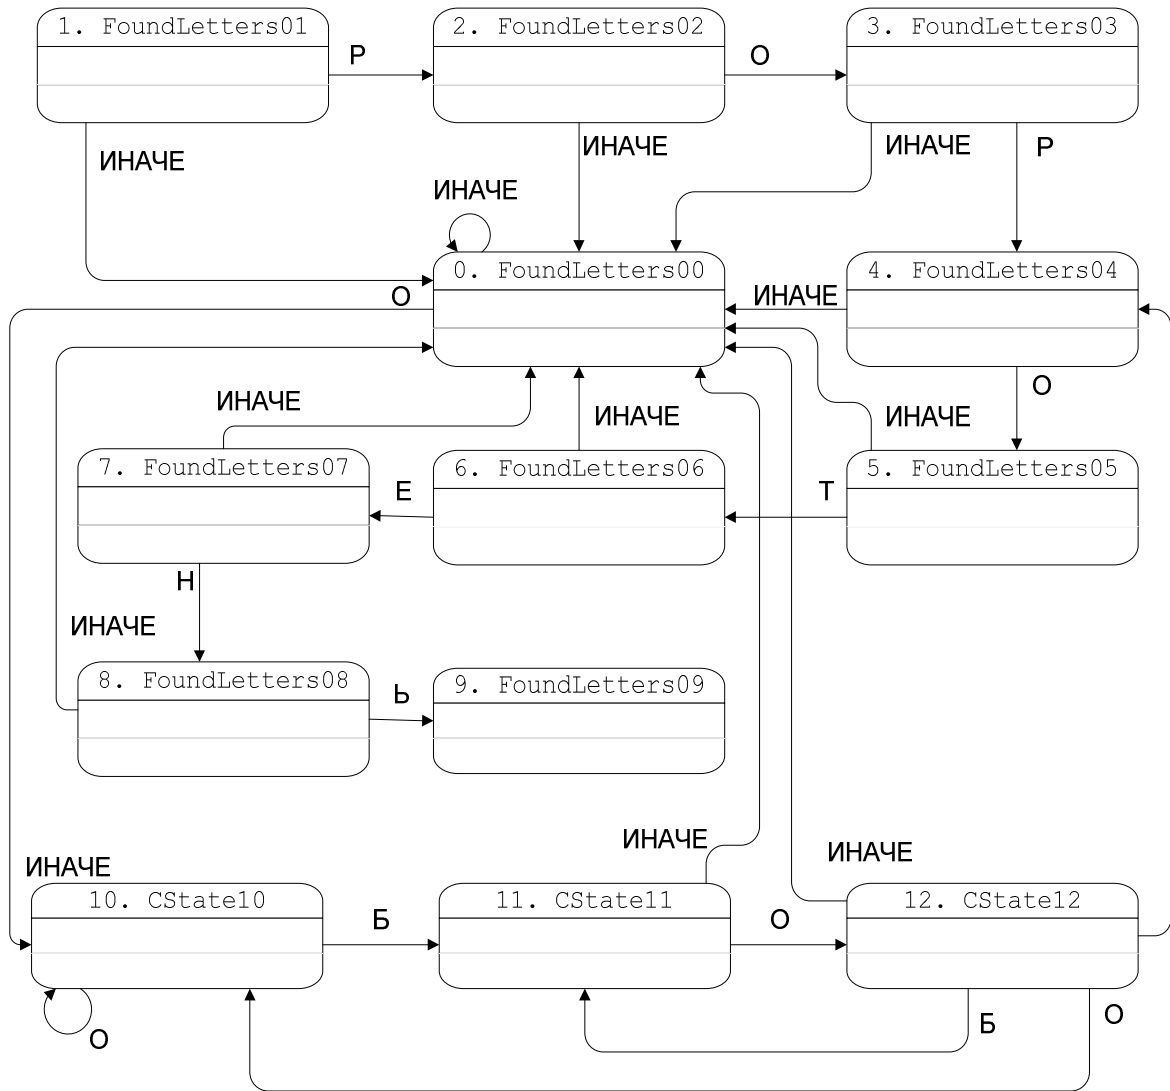 1. FoundLetters01
2. FoundLetters02
3. FoundLetters03
Р
О
ИНАЧЕ
ИНАЧЕ
ИНАЧЕ
Р
ИНАЧЕ
0. FoundLetters00
4. FoundLetters04
О
ИНАЧЕ
О
ИНАЧЕ
ИНАЧЕ
ИНАЧЕ
7. FoundLetters07
6. FoundLetters06
5. FoundLetters05
Е
Т
Н
ИНАЧЕ
8. FoundLetters08
9. FoundLetters09
Ь
ИНАЧЕ
ИНАЧЕ
ИНАЧЕ
10. CState10
11. CState11
12. CState12
Б
О
О
Б
О